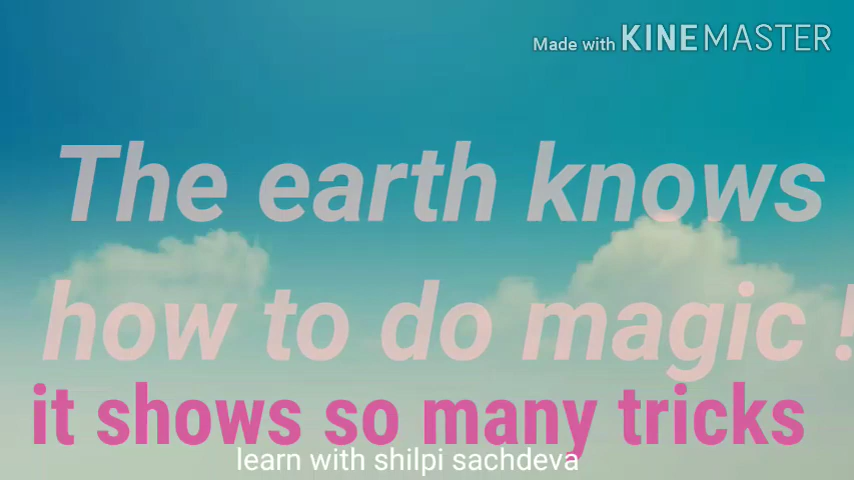 Made with KINEMASTER
The earth knows
how to do magic !
it shows so many tricks
learn with shilpi sachdeva